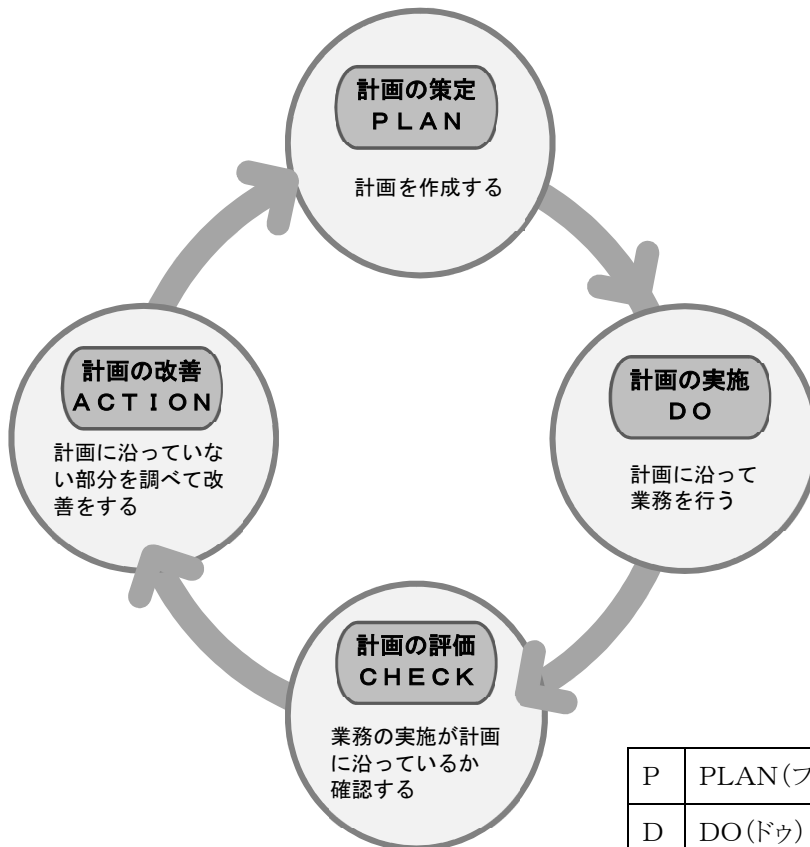 計画の策定
ＰＬＡＮ
計画を作成する
計画の実施
ＤＯ
計画に沿って
業務を行う
計画の評価
ＣＨＥＣＫ
業務の実施が計画
に沿っているか
確認する
計画の改善
ＡＣＴＩＯＮ
計画に沿っていな
い部分を調べて改
善をする
P PLAN(
D DO(ドゥ)